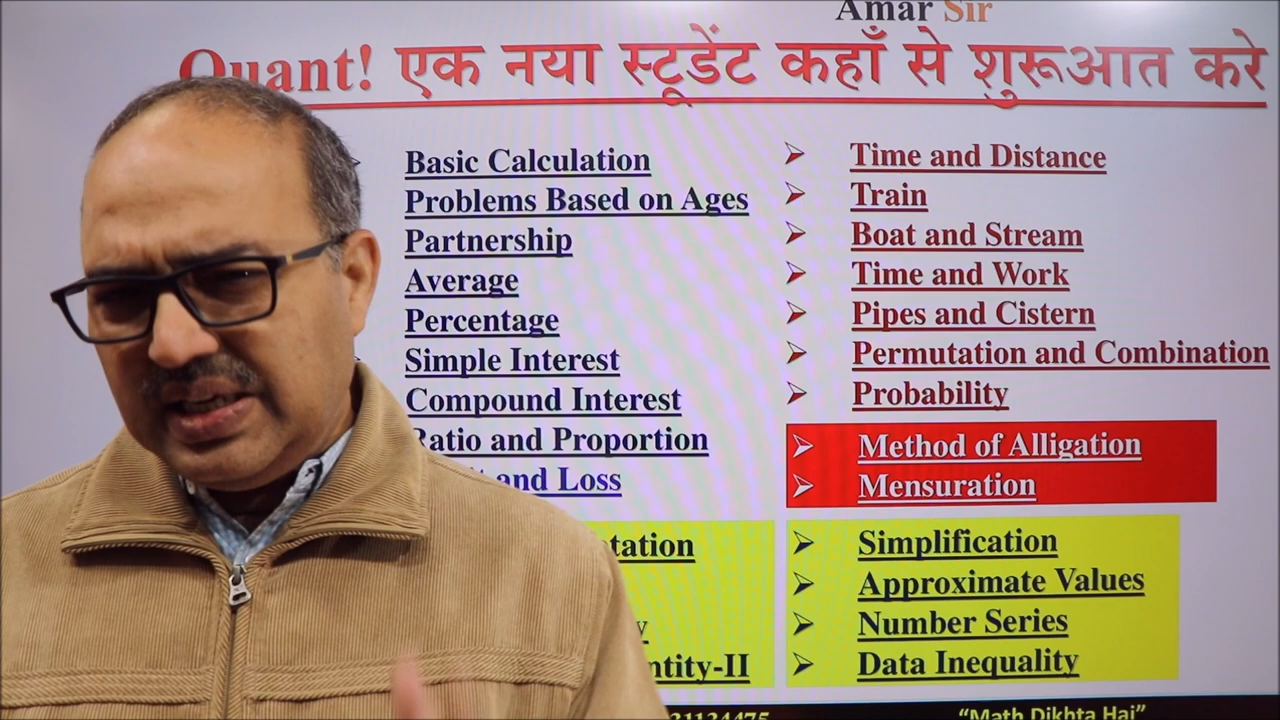 Amar Sir
Quant! एक नया स्टूडेंट कहाँ से शुरूआत करे
Basic Calculation
Problems Based on Ages
Partnership
Average
Percentage
Simple Interest
Compound Interest
Ratio and Proportion
and Loss
Time and Distance
Train
Boat and Stream
Time and Work
Pipes and Cistern
Permutation and Combination
Probability
Method of Alligation
Mensuration
Simplification
Approximate Values
Number Series
Data Inequality
"Math Dikhta Hai"